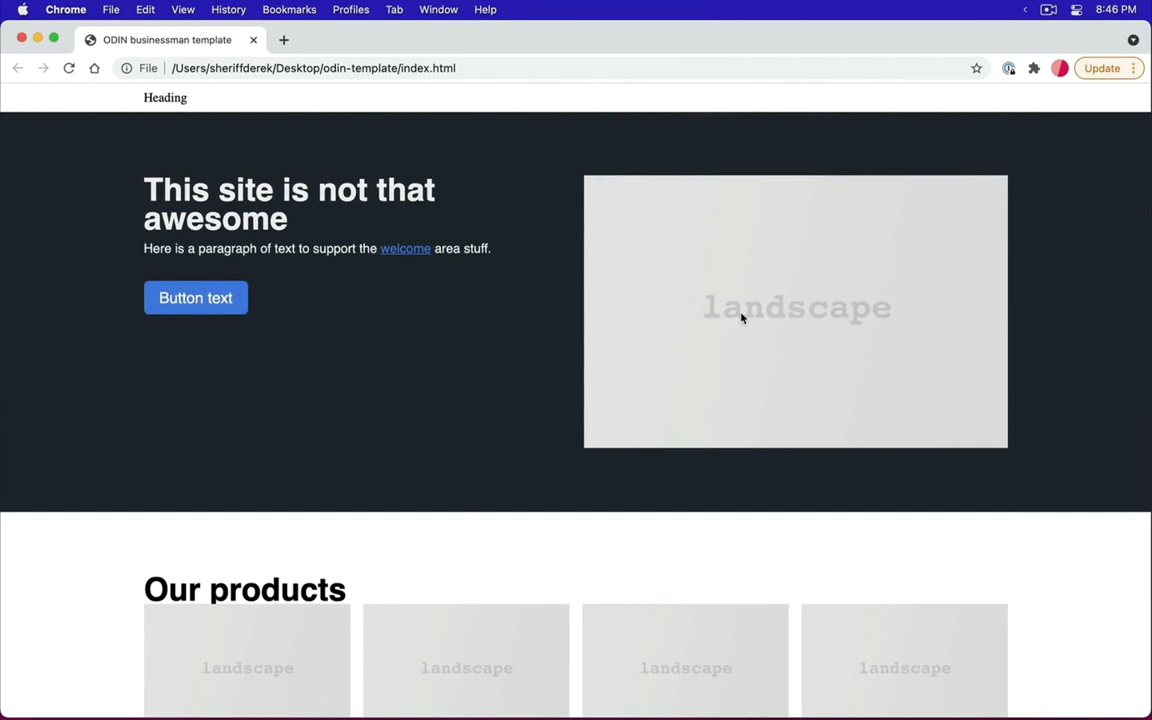 Chrome File Edit View History Bookmarks Profiles Tab Window Help 8:46 PM
ODIN businessman template
File /Users/sheriffderek/Desktop/odin-template/index.html Update
Heading
This site is not that
awesome
Here is a paragraph of text to support the welcome area stuff.
Button text
landscape
Our products
landscape landscape landscape landscape